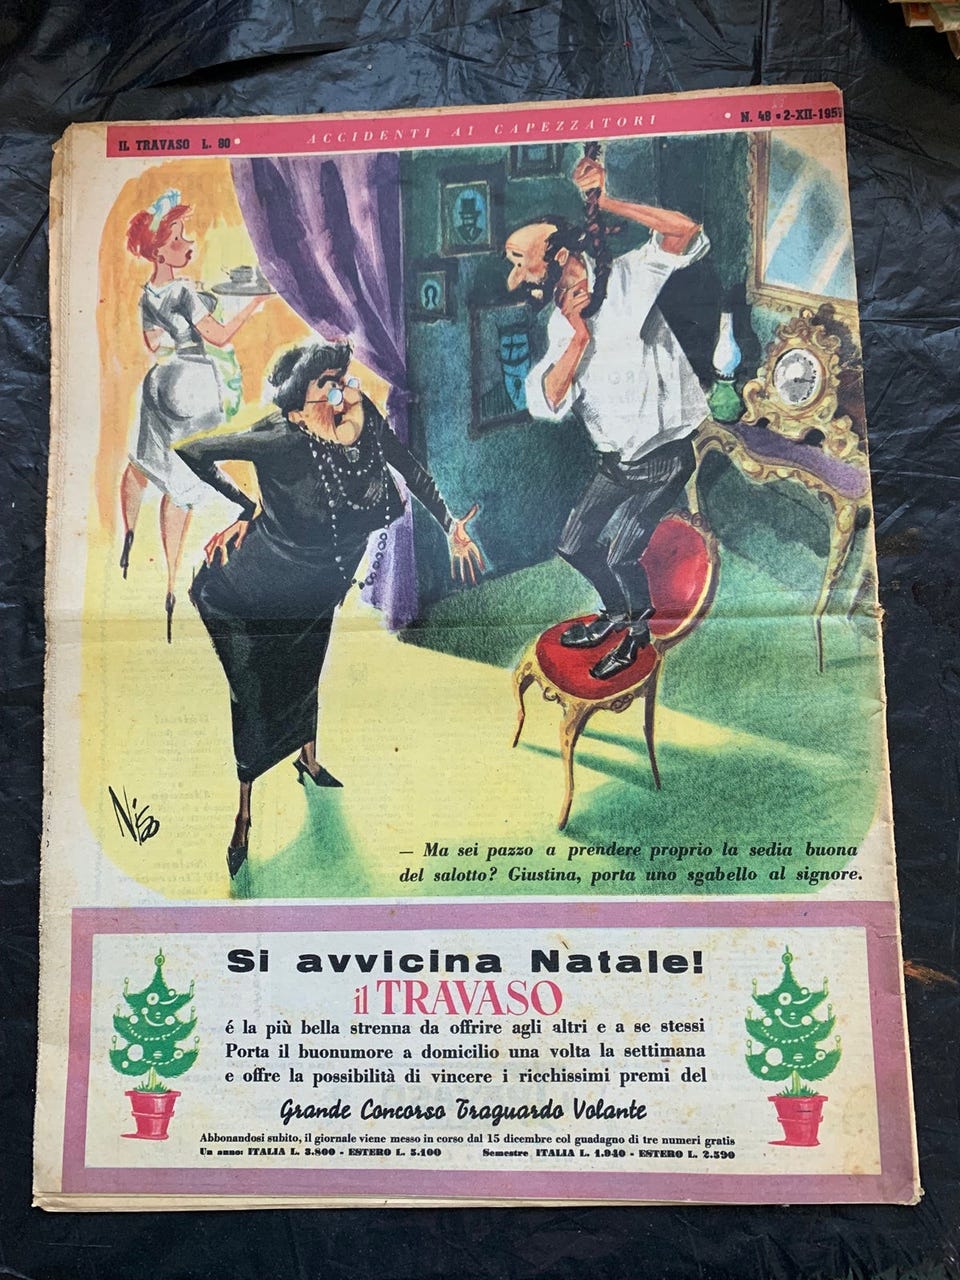 IL TRAVASO L. 80 •
ACCIDENTI AI CAPEZZATORI
• N. 48 • 2-XII-1957
Niso
— Ma sei pazzo a prendere proprio la sedia buona
del salotto? Giustina, porta uno sgabello al signore.
Si avvicina Natale!
il TRAVASO
é la più bella strenna da offrire agli altri e a se stessi
Porta il buonumore a domicilio una volta la settimana
e offre la possibilità di vincere i ricchissimi premi del
Grande Concorso Traguardo Volante
Abbonandosi subito, il giornale viene messo in corso dal 15 dicembre col guadagno di tre numeri gratis
Un anno: ITALIA L. 3.800 - ESTERO L. 5.100 Semestre ITALIA L. 1.940 - ESTERO L. 2.590